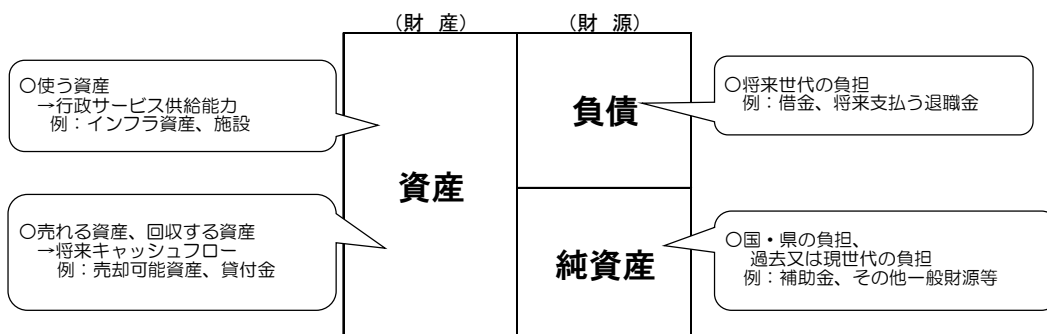 （財　産）
（財　源）
〇使う資産
→行政サービス供給能力
例：インフラ資産、施設
〇売れる資産、回収する資産
→将来キャッシュフロー
例：売却可能資産、貸付金
資産
負債
純資産
〇将来世代の負担
例：借金、将来支払う退職金
〇国・県の負担、
過去又は現世代の負担
例：補助金、その他一般財源等